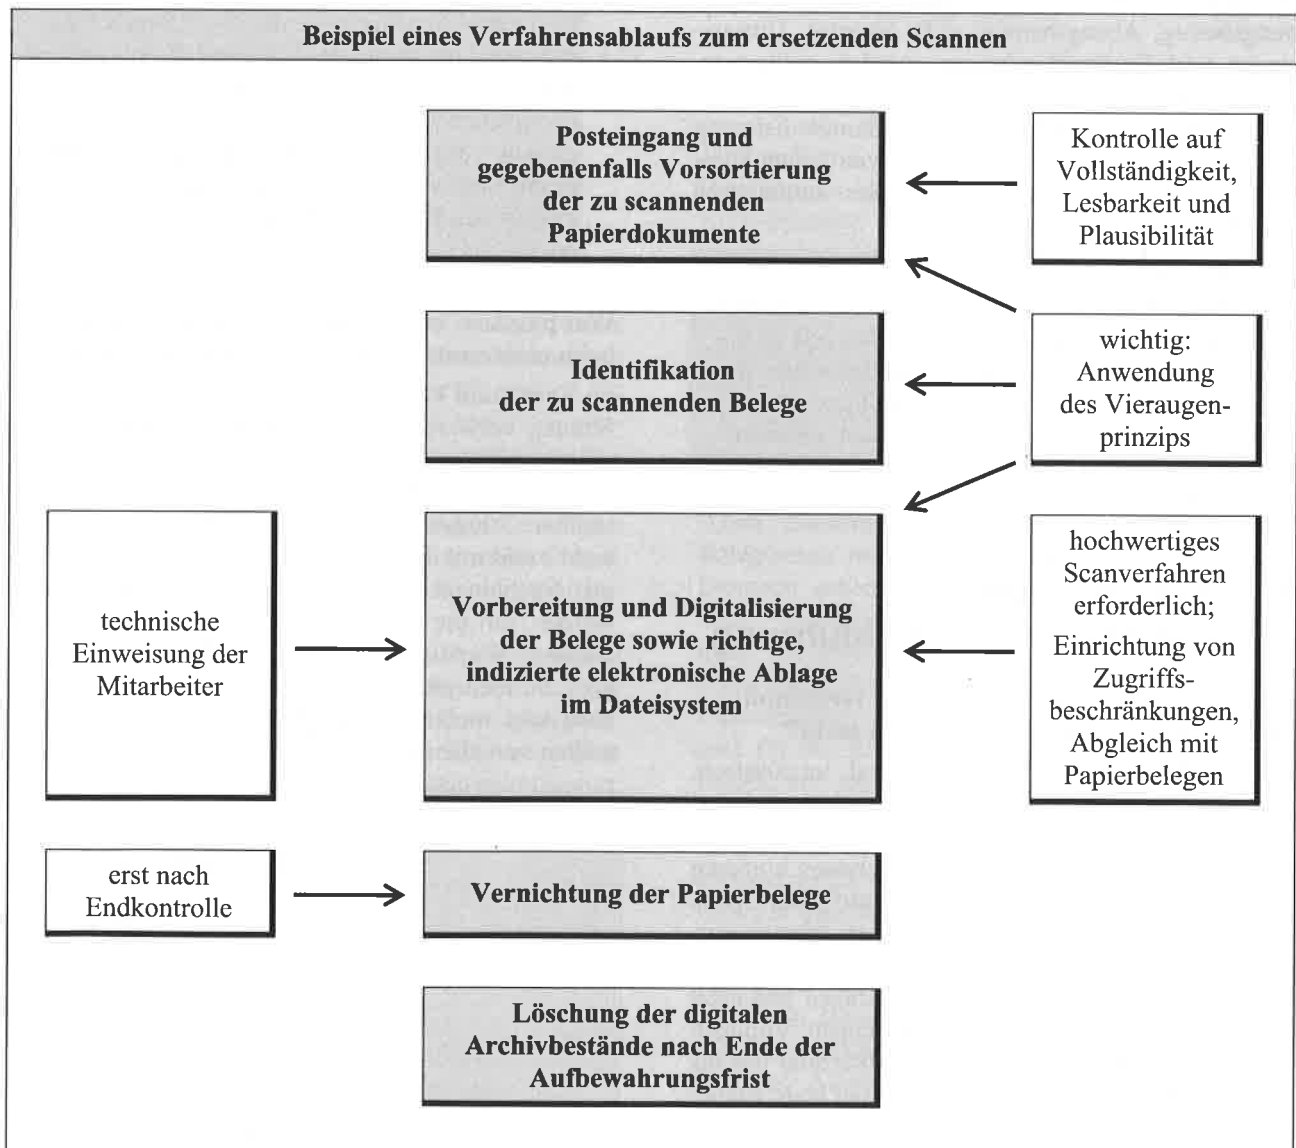 Beispiel eines Verfahrensablaufs zum ersetzenden Scannen
Posteingang und
gegebenenfalls Vorsortierung
der zu scannenden
Papierdokumente
Kontrolle auf
Vollständigkeit,
Lesbarkeit und
Plausibilität
Identifikation
der zu scannenden Belege
wichtig:
Anwendung
des Vieraugen-
prinzips
technische
Einweisung der
Mitarbeiter
Vorbereitung und Digitalisierung
der Belege sowie richtige,
indizierte elektronische Ablage
im Dateisystem
hochwertiges
Scanverfahren
erforderlich;
Einrichtung von
Zugriffs-
beschränkungen,
Abgleich mit
Papierbelegen
erst nach
Endkontrolle
Vernichtung der Papierbelege
Löschung der digitalen
Archivbestände nach Ende der
Aufbewahrungsfrist